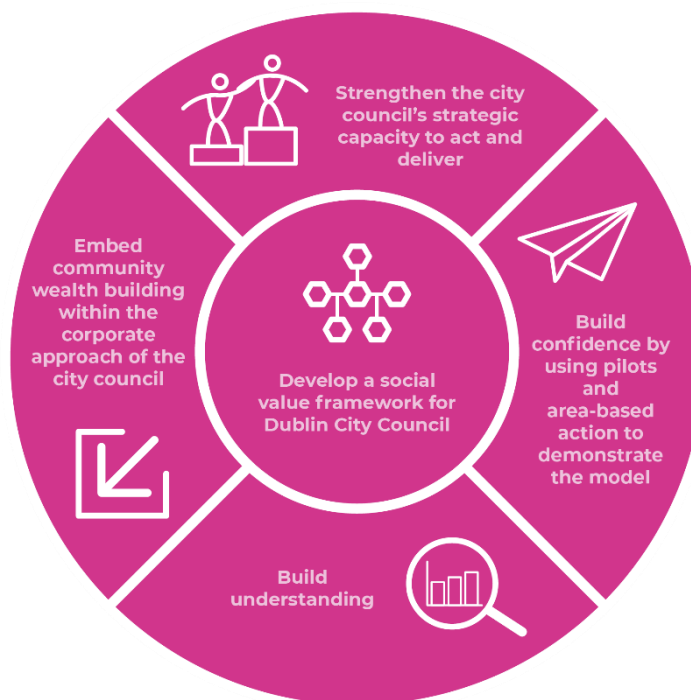 Strengthen the city
council's strategic
capacity to act and
deliver
Embed
community
wealth building
within the
corporate
approach of the
city council
Develop a social
value framework for
Dublin City Council
Build
confidence by
using pilots
and
area-based
action to
demonstrate
the model
Build
understanding